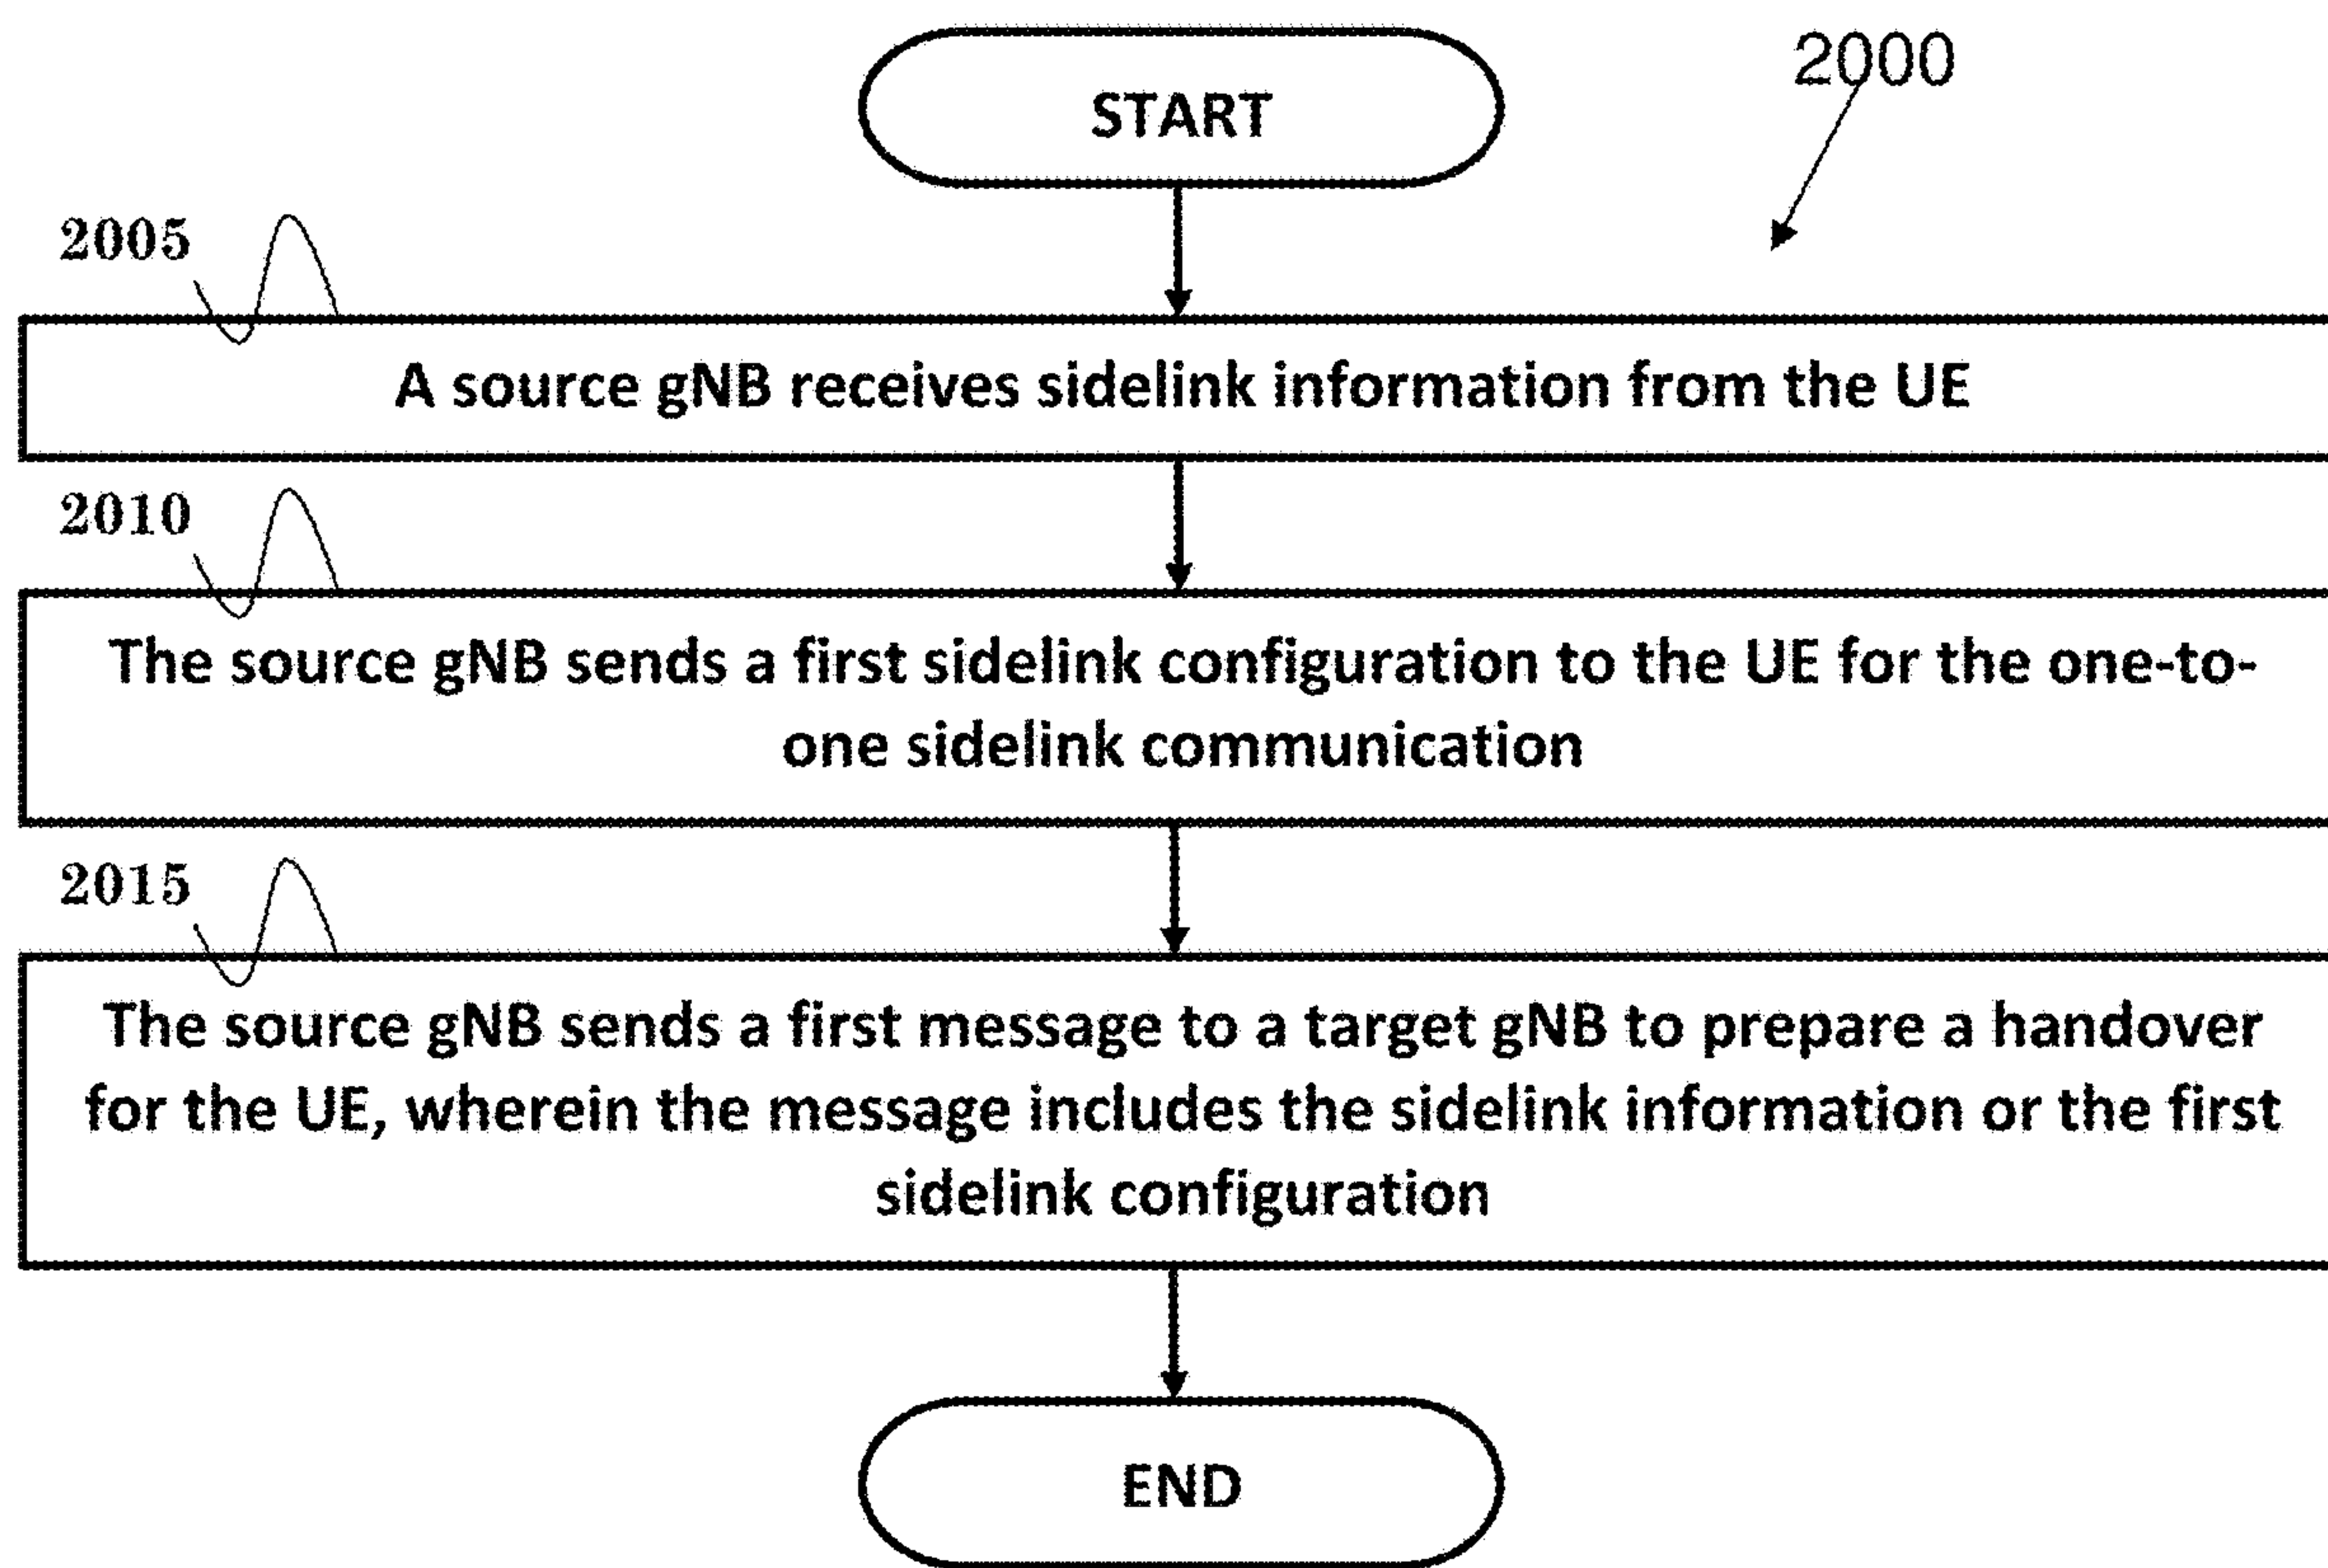 START
2000
2005
A source gNB receives sidelink information from the UE
2010
The source gNB sends a first sidelink configuration to the UE for the one-to-
one sidelink communication
2015
The source gNB sends a first message to a target gNB to prepare a handover
for the UE, wherein the message includes the sidelink information or the first
sidelink configuration
END